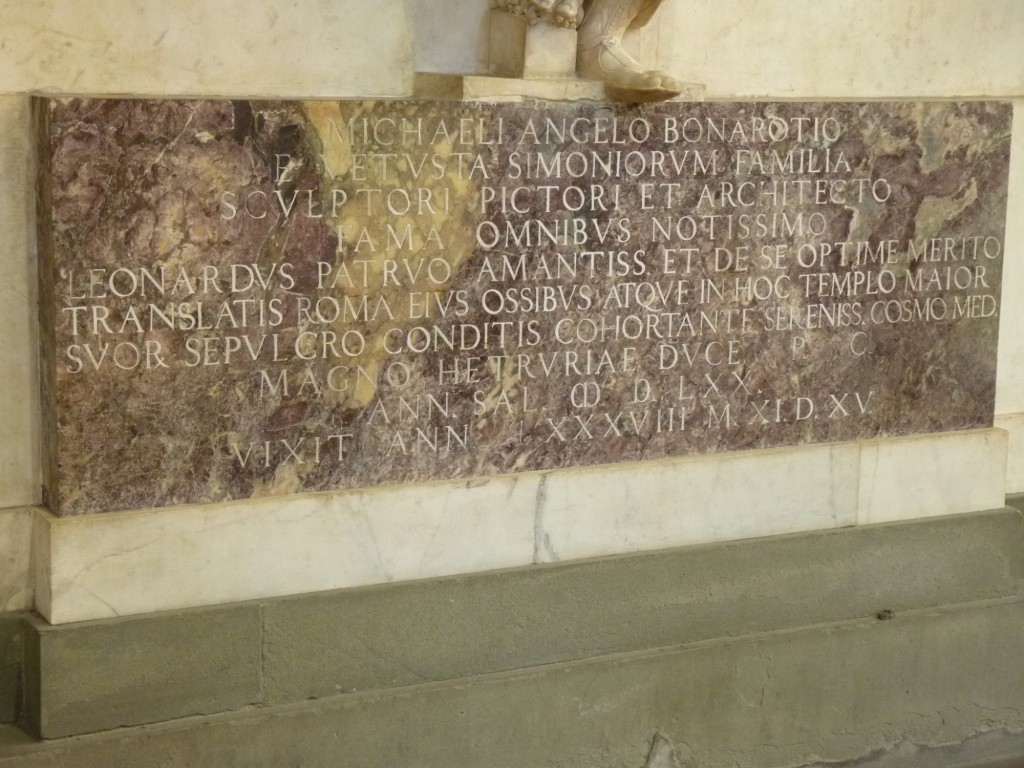 MICHAELI ANGELO BONAROTIO
E VETVSTA SIMONIORVM FAMILIA
SCVLPTORI PICTORI ET ARCHITECTO
FAMA OMNIBVS NOTISSIMO
LEONARDVS PATRVO AMANTISS. ET DE SE OPTIME MERITO
TRANSLATIS ROMA EIVS OSSIBVS ATQVE IN HOC TEMPLO MAIOR
SVOR SEPVLCRO CONDITIS COHORTANTE SERENISS. COSMO MED.
MAGNO HETRVRIAE DVCE. P. C.
ANN. SAL. ↀ. D. LXX
VIXIT ANN. LXXXVIII M. XI. D. XV.